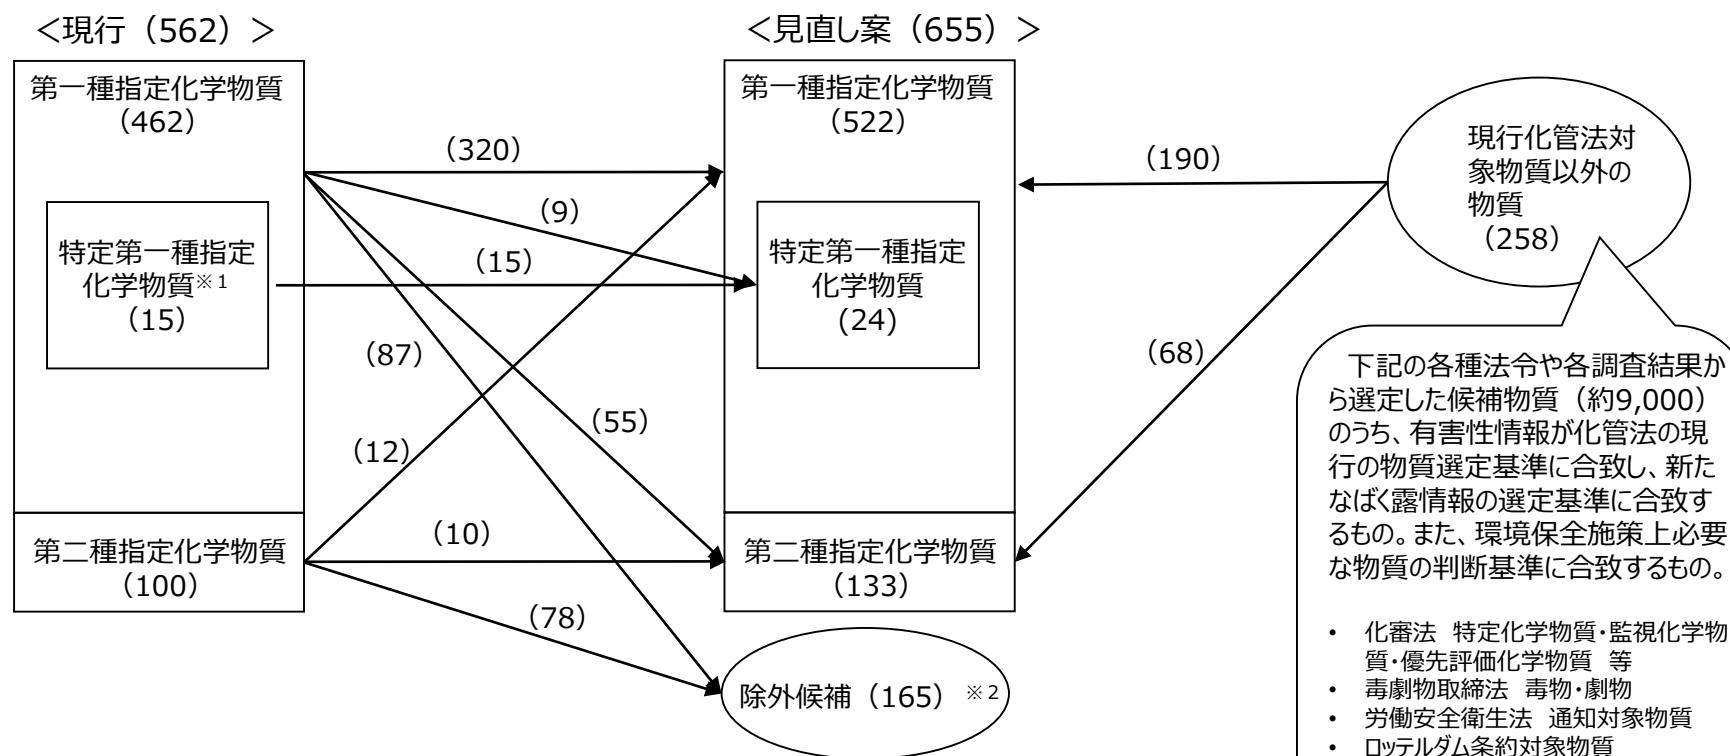 ＜現行（562）＞
第一種指定化学物質
（462）
特定第一種指定
化学物質※1
（15）
第二種指定化学物質
（100）
（320）
（9）
（15）
（87）
（55）
（12）
（10）
（78）
＜見直し案（655）＞
第一種指定化学物質
（522）
特定第一種指定
化学物質
(24)
第二種指定化学物質
（133）
除外候補（165）※2
（190）
（68）
現行化管法対
象物質以外の
物質
（258）
下記の各種法令や各調査結果か
ら選定した候補物質（約9,000）
のうち、有害性情報が化管法の現
行の物質選定基準に合致し、新た
なばく露情報の選定基準に合致す
るもの。また、環境保全施策上必要
な物質の判断基準に合致するもの。
• 化審法 特定化学物質・監視化学物
質・優先評価化学物質 等
• 毒劇物取締法 毒物・劇物
• 労働安全衛生法 通知対象物質
• ロッテルダム条約対象物質